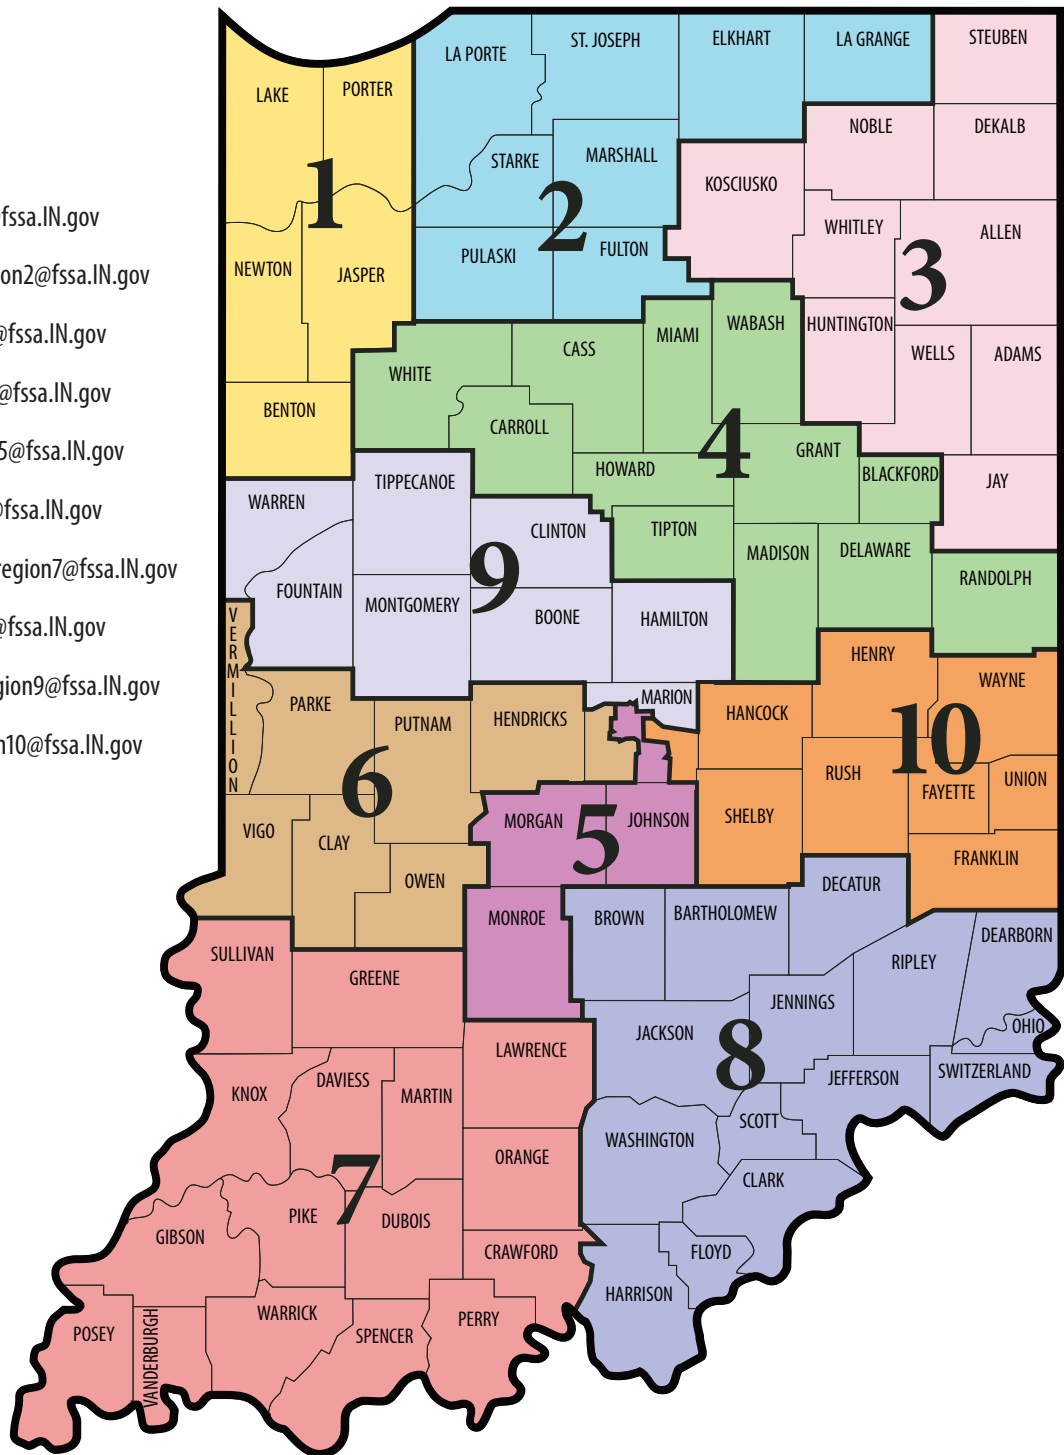 fssa.IN.gov
on2@fssa.IN.gov
@fssa.IN.gov
@fssa.IN.gov
5@fssa.IN.gov
@fssa.IN.gov
region7@fssa.IN.gov
@fssa.IN.gov
gion9@fssa.IN.gov
n10@fssa.IN.gov
LAKE
PORTER
1
NEWTON
JASPER
BENTON
LA PORTE
ST. JOSEPH
ELKHART
LA GRANGE
STARKE
MARSHALL
2
PULASKI
FULTON
STEUBEN
NOBLE
DEKALB
KOSCIUSKO
WHITLEY
ALLEN
3
HUNTINGTON
WELLS
ADAMS
JAY
WHITE
CASS
MIAMI
WABASH
CARROLL
4
GRANT
HOWARD
BLACKFORD
TIPTON
MADISON
DELAWARE
RANDOLPH
WARREN
TIPPECANOE
CLINTON
9
FOUNTAIN
MONTGOMERY
BOONE
HAMILTON
MARION
VERMILLION
PARKE
PUTNAM
HENDRICKS
6
VIGO
CLAY
OWEN
MORGAN
JOHNSON
5
MONROE
HENRY
WAYNE
HANCOCK
10
RUSH
FAYETTE
UNION
SHELBY
FRANKLIN
DECATUR
BROWN
BARTHOLOMEW
DEARBORN
RIPLEY
JENNINGS
JACKSON
8
OHIO
JEFFERSON
SWITZERLAND
SCOTT
WASHINGTON
CLARK
FLOYD
HARRISON
SULLIVAN
GREENE
LAWRENCE
KNOX
DAVIESS
MARTIN
7
ORANGE
PIKE
DUBOIS
GIBSON
CRAWFORD
WARRICK
PERRY
SPENCER
POSEY
VANDERBURGH